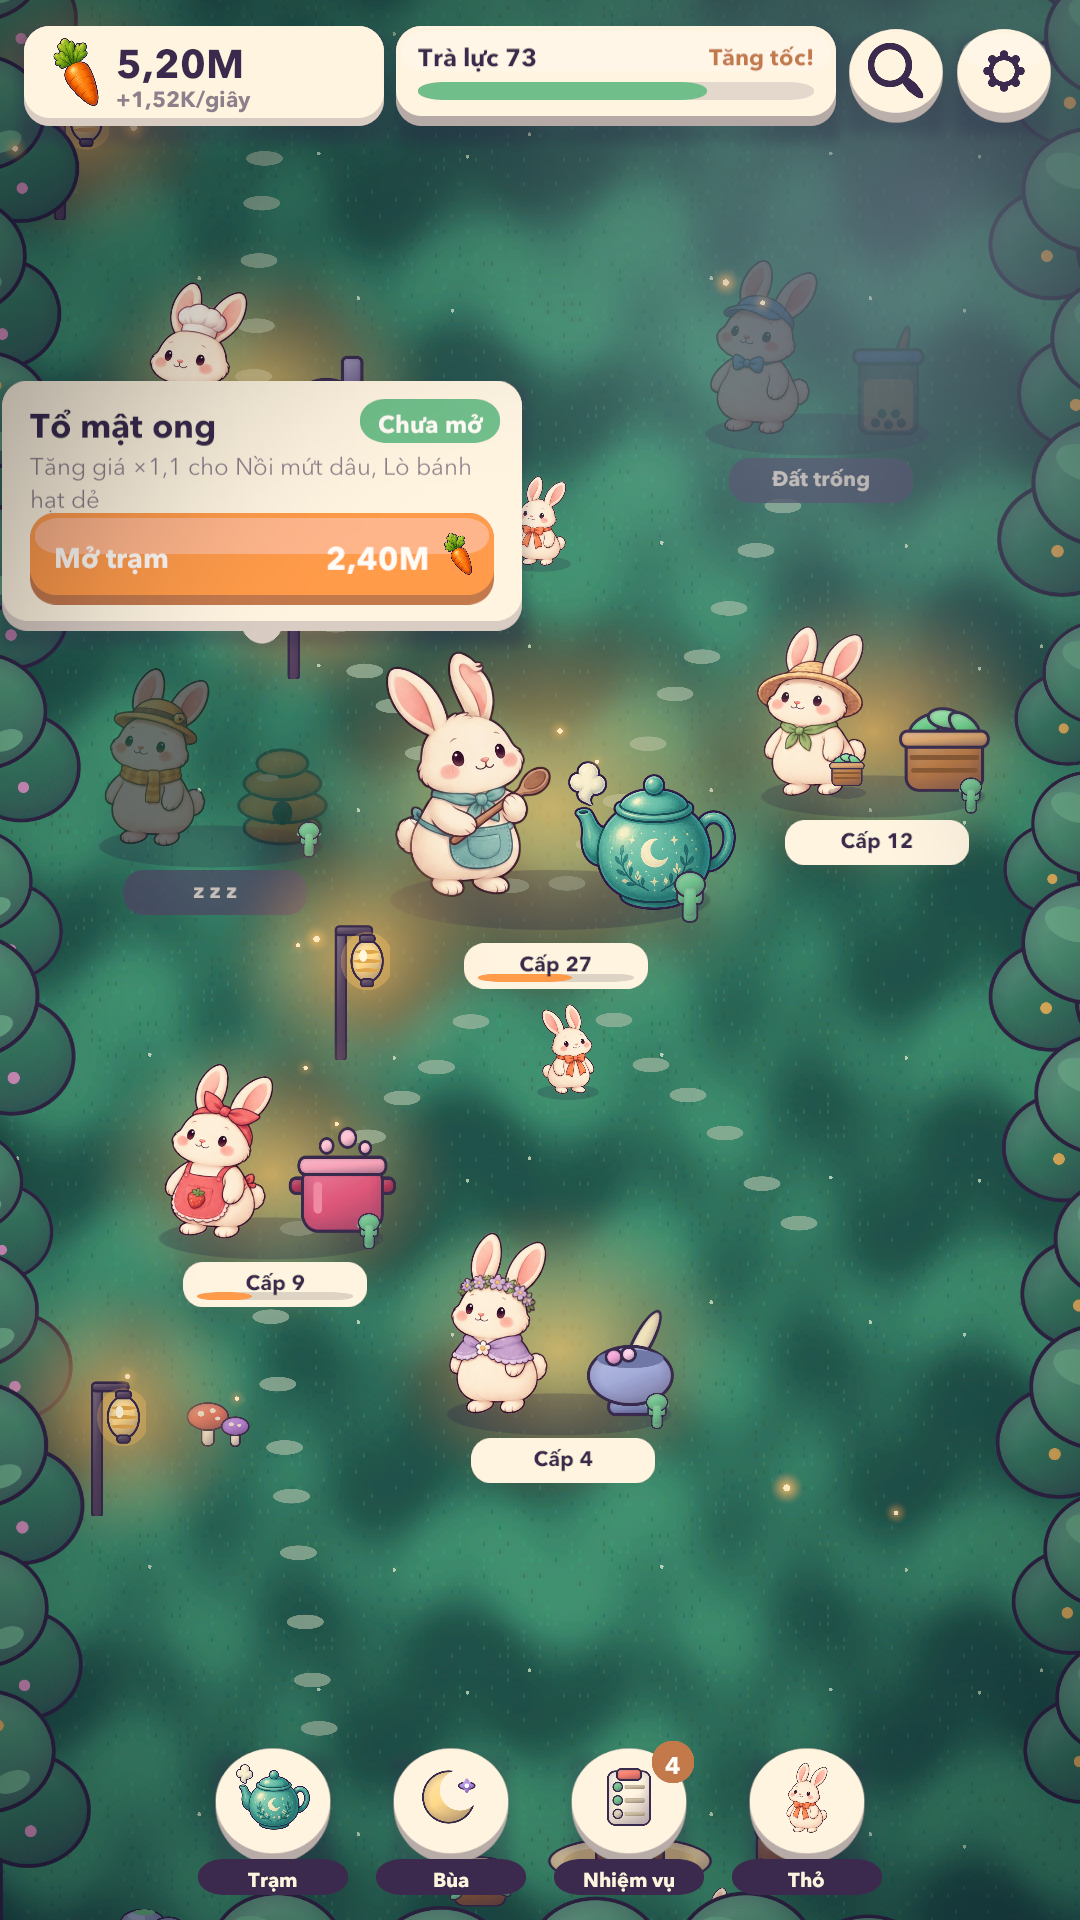 5,20M
+1,52K/giây
Trà lực 73
Tăng tốc!
Tổ mật ong
Chưa mở
Tăng giá ×1,1 cho Nồi mứt dâu, Lò bánh
hạt dẻ
Mở trạm
2,40M
Đất trống
Cấp 12
z z z
Cấp 27
Cấp 9
Cấp 4
4
Trạm
Bùa
Nhiệm vụ
Thỏ